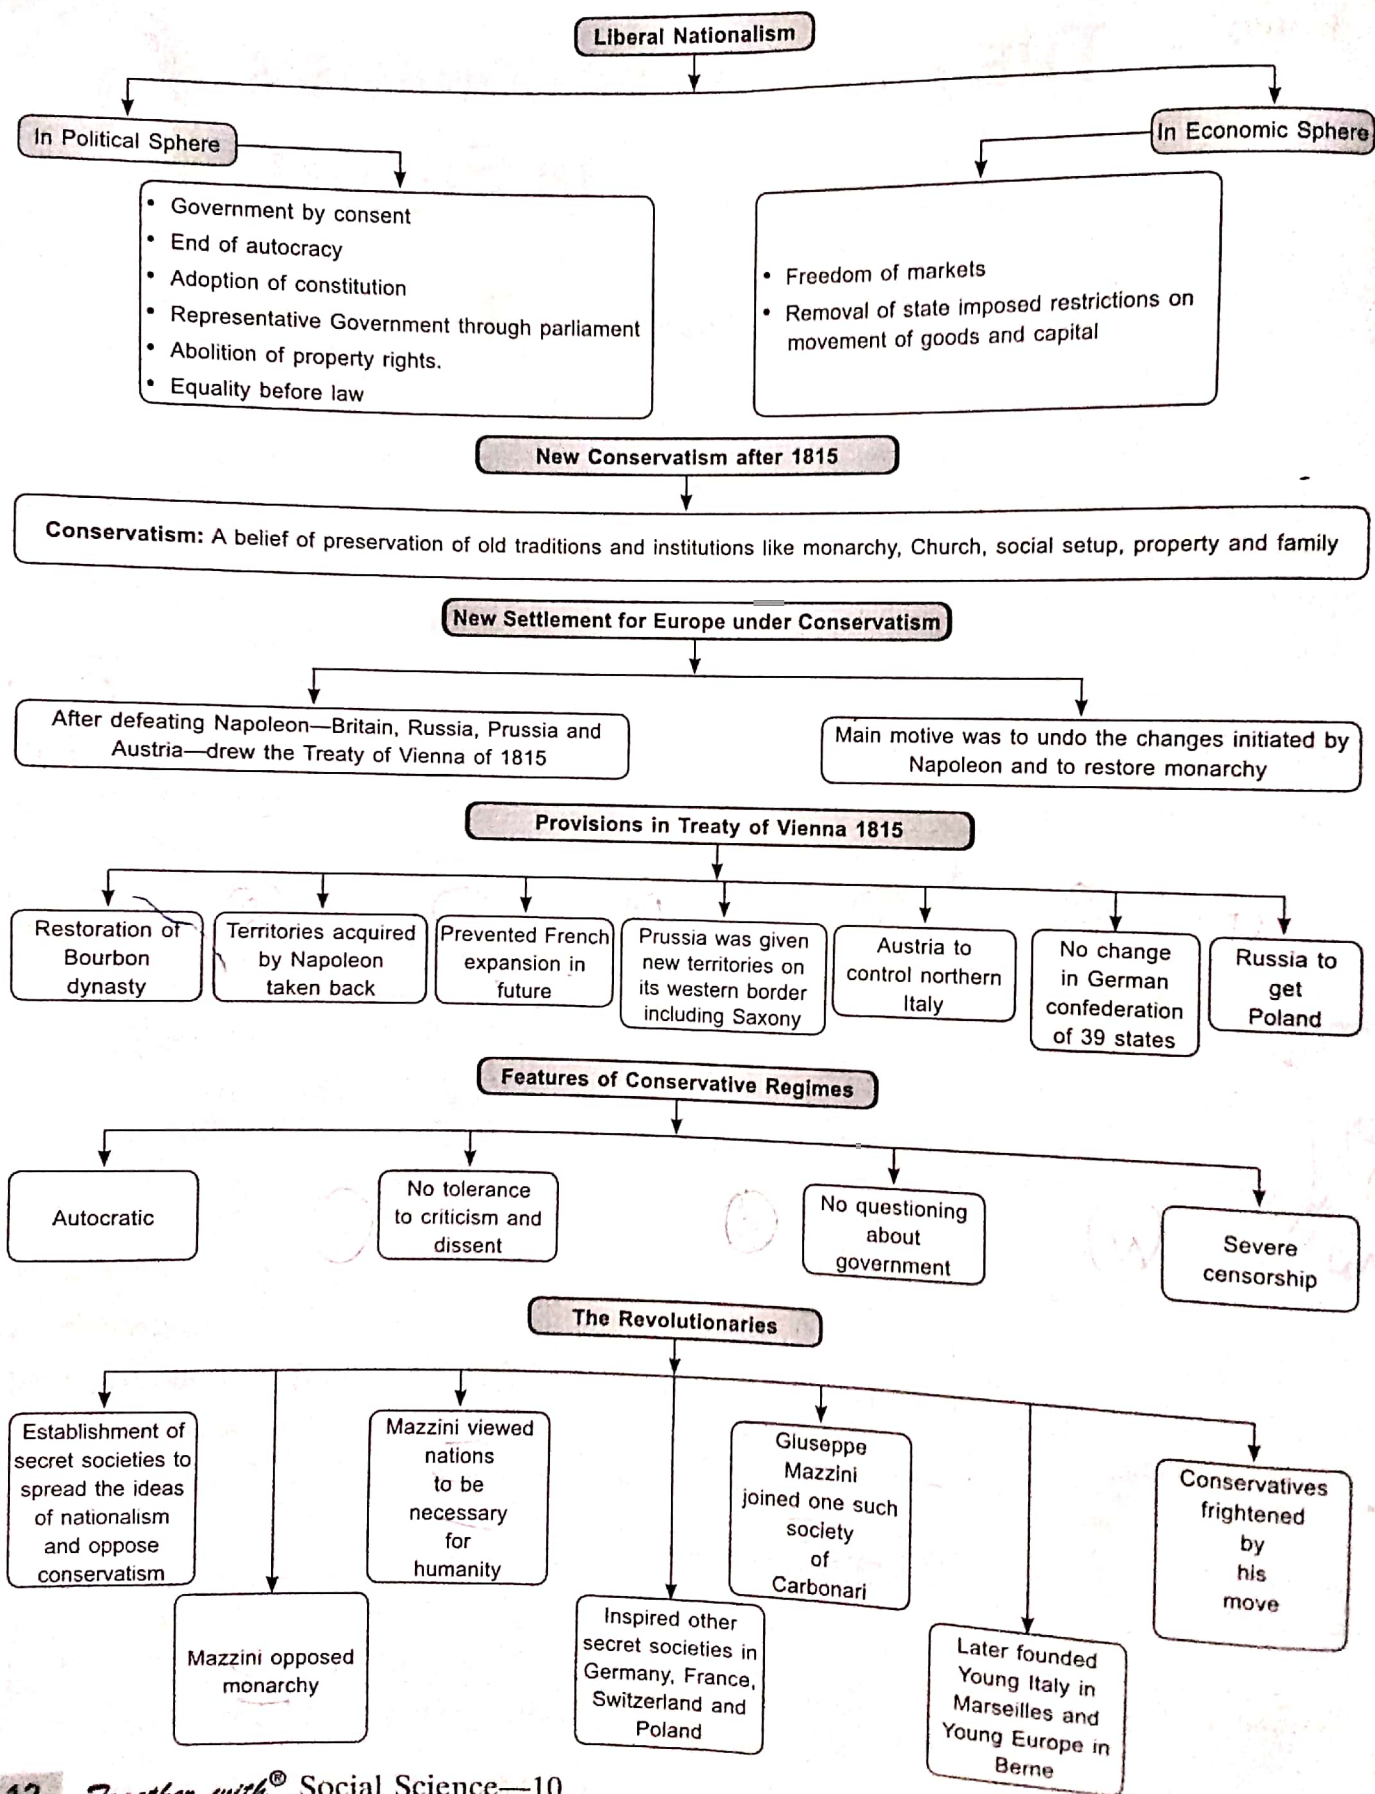 Liberal Nationalism
In Political Sphere
In Economic Sphere
• Government by consent
• End of autocracy
• Adoption of constitution
• Representative Government through parliament
• Abolition of property rights.
• Equality before law
• Freedom of markets
• Removal of state imposed restrictions on
movement of goods and capital
New Conservatism after 1815
Conservatism: A belief of preservation of old traditions and institutions like monarchy, Church, social setup, property and family
New Settlement for Europe under Conservatism
After defeating Napoleon—Britain, Russia, Prussia and
Austria—drew the Treaty of Vienna of 1815
Main motive was to undo the changes initiated by
Napoleon and to restore monarchy
Provisions in Treaty of Vienna 1815
Restoration of
Bourbon
dynasty
Territories acquired
by Napoleon
taken back
Prevented French
expansion in
future
Prussia was given
new territories on
its western border
including Saxony
Austria to
control northern
Italy
No change
in German
confederation
of 39 states
Russia to
get
Poland
Features of Conservative Regimes
Autocratic
No tolerance
to criticism and
dissent
No questioning
about
government
Severe
censorship
The Revolutionaries
Establishment of
secret societies to
spread the ideas
of nationalism
and oppose
conservatism
Mazzini opposed
monarchy
Mazzini viewed
nations
to be
necessary
for
humanity
Inspired other
secret societies in
Germany, France,
Switzerland and
Poland
Giuseppe
Mazzini
joined one such
society
of
Carbonari
Later founded
Young Italy in
Marseilles and
Young Europe in
Berne
Conservatives
frightened
by
his
move
12 Together with® Social Science—10